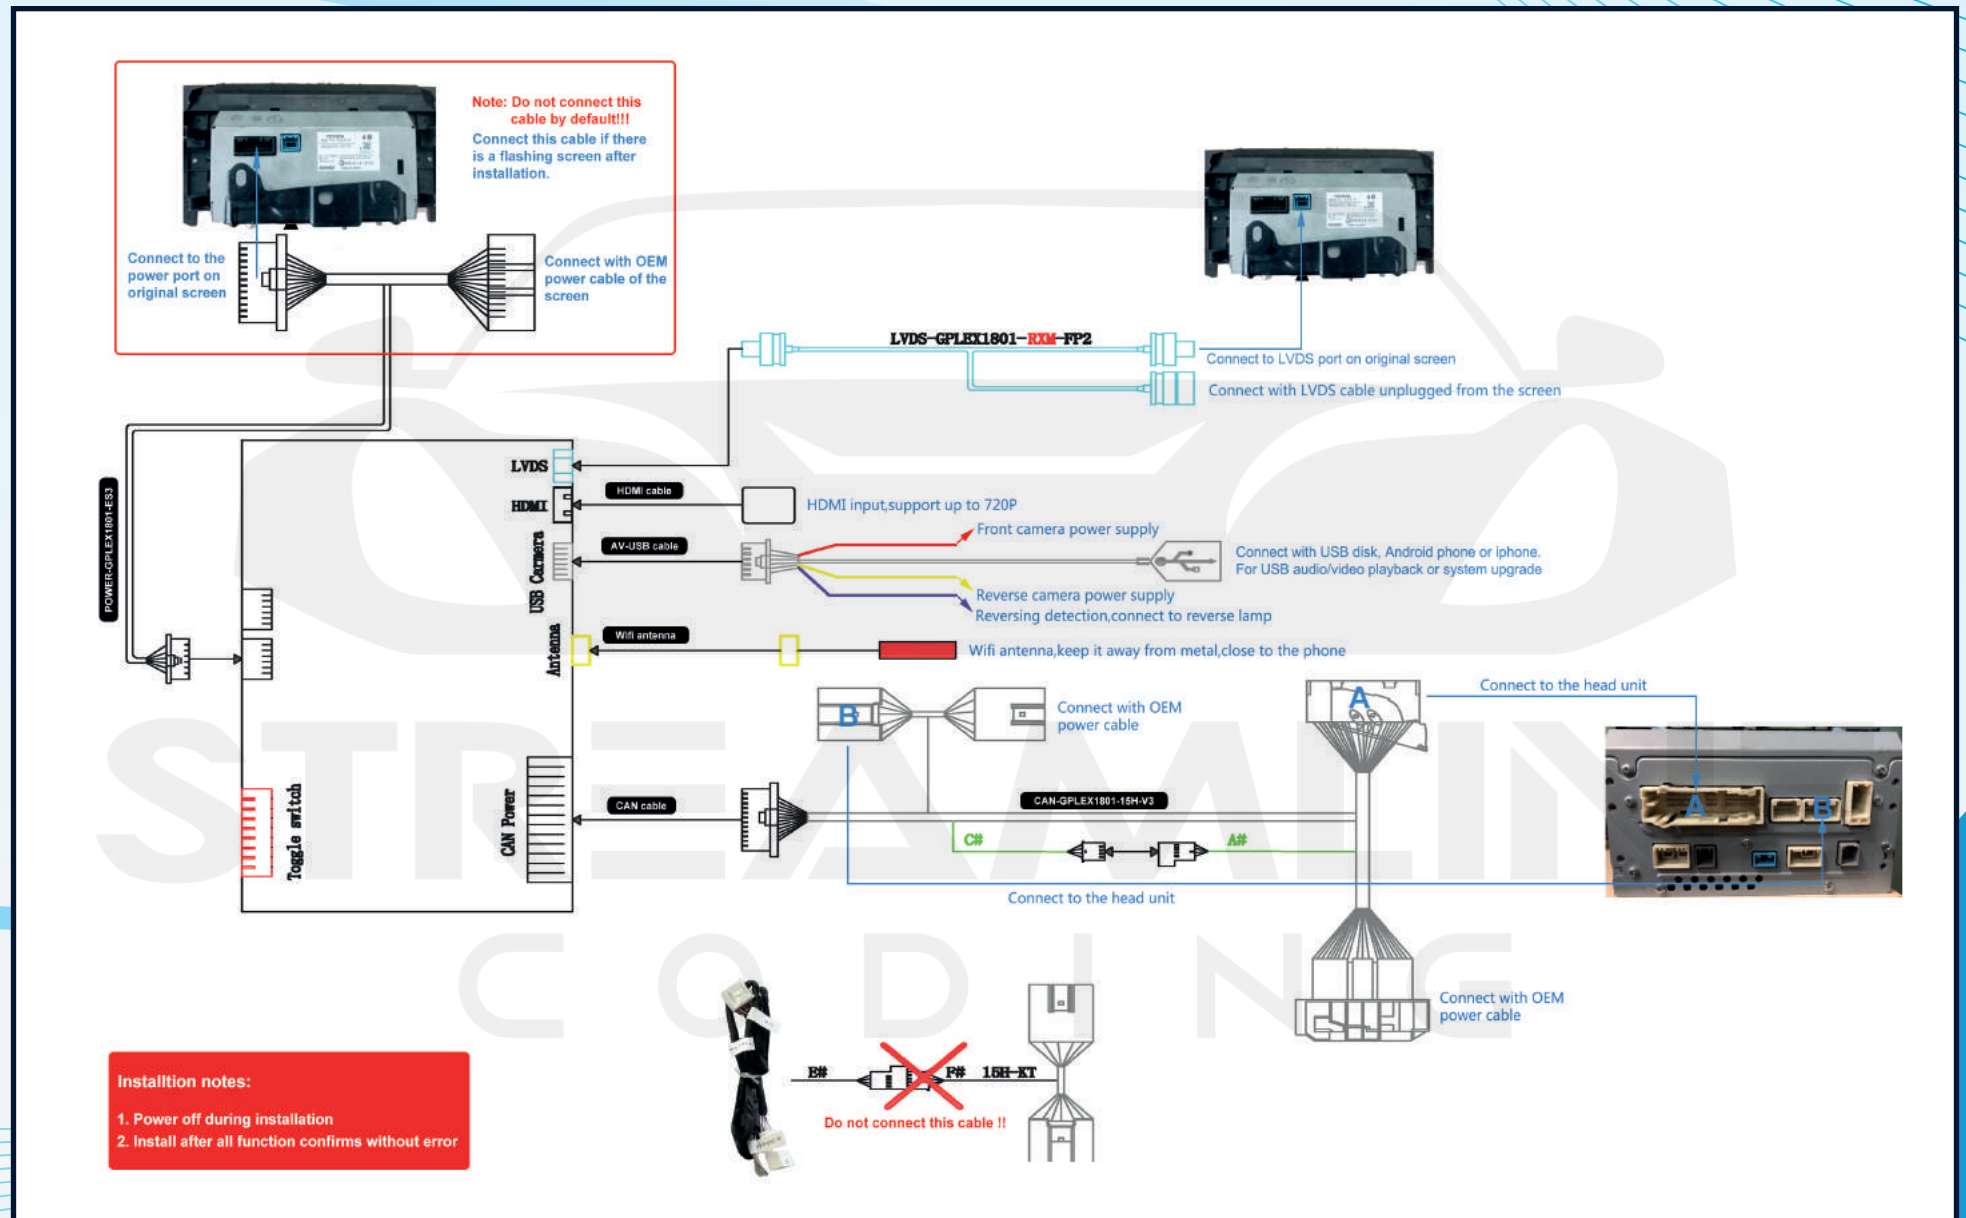 Note: Do not connect this
cable by default!!!
Connect this cable if there
is a flashing screen after
installation.
Connect to the
power port on
original screen
Connect with OEM
power cable of the
screen
LVDS-GPLEX1801-RXM-FP2
Connect to LVDS port on original screen
Connect with LVDS cable unplugged from the screen
POWER-GPLEX1801-ES3
LVDS
HDMI
HDMI cable
HDMI input,support up to 720P
USB Carmera
AV-USB cable
Front camera power supply
Connect with USB disk, Android phone or iphone.
For USB audio/video playback or system upgrade
Reverse camera power supply
Reversing detection,connect to reverse lamp
Antenna
Wifi antenna
Wifi antenna,keep it away from metal,close to the phone
B
Connect with OEM
power cable
A
Connect to the head unit
A
B
Toggle switch
CAN Power
CAN cable
CAN-GPLEX1801-15H-V3
C#
A#
Connect to the head unit
Connect with OEM
power cable
STREAMLINE
CODING
E#
F#
15H-KT
Do not connect this cable !!
Installtion notes:
1. Power off during installation
2. Install after all function confirms without error